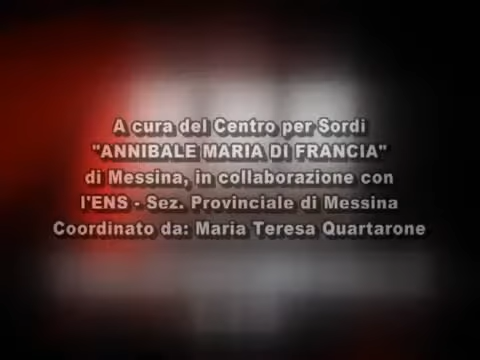 A cura del Centro per Sordi
"ANNIBALE MARIA DI FRANCIA"
di Messina, in collaborazione con
l'ENS - Sez. Provinciale di Messina
Coordinato da: Maria Teresa Quartarone